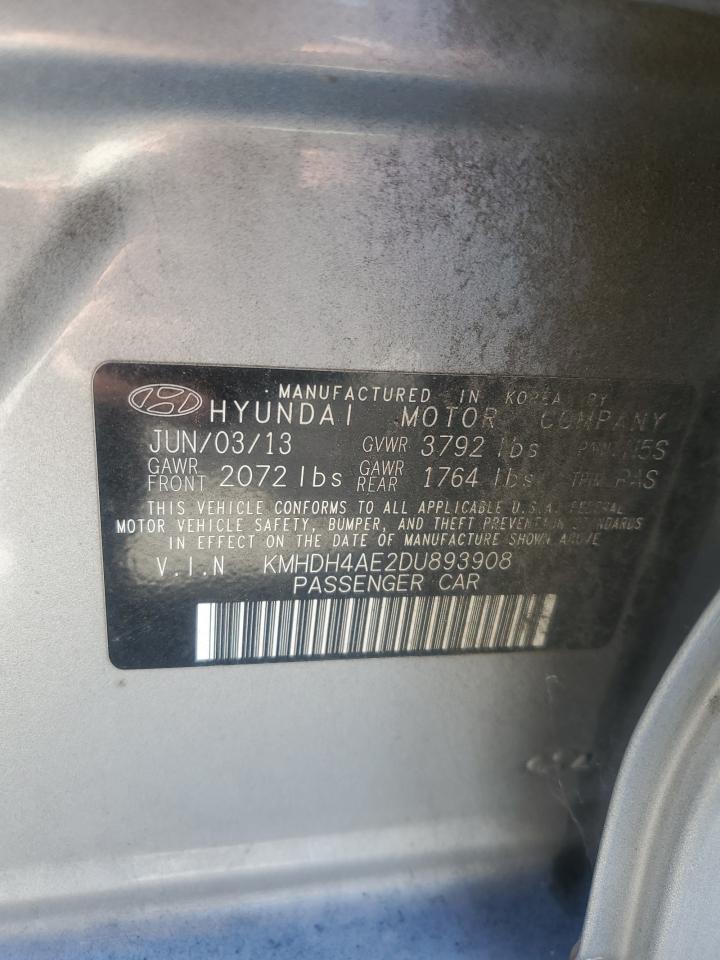 MANUFACTURED IN KOREA BY
HYUNDAI MOTOR COMPANY
JUN/03/13 GVWR 3792 lbs
GAWR FRONT 2072 lbs GAWR REAR 1764 lbs TRIM PAS
THIS VEHICLE CONFORMS TO ALL APPLICABLE U.S.A. FEDERAL
MOTOR VEHICLE SAFETY, BUMPER, AND THEFT PREVENTION STANDARDS
IN EFFECT ON THE DATE OF MANUFACTURE SHOWN ABOVE
V.I.N KMHDH4AE2DU893908
PASSENGER CAR